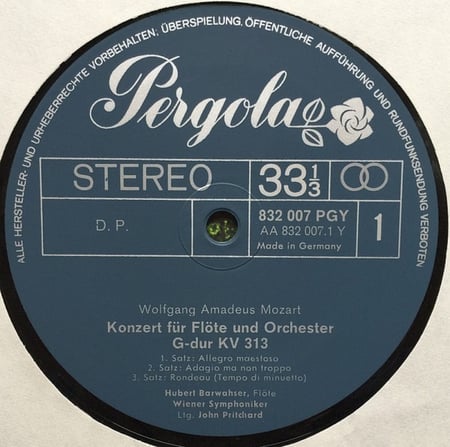 ALLE HERSTELLER- UND URHEBERRECHTE VORBEHALTEN. ÜBERSPIELUNG, ÖFFENTLICHE AUFFÜHRUNG UND RUNDFUNKSENDUNG VERBOTEN
Pergola
STEREO 33 1/3
D. P. 832 007 PGY 1
AA 832 007.1 Y
Made in Germany
Wolfgang Amadeus Mozart
Konzert für Flöte und Orchester
G-dur KV 313
1. Satz: Allegro maestoso
2. Satz: Adagio ma non troppo
3. Satz: Rondeau (Tempo di minuetto)
Hubert Barwahser, Flöte
Wiener Symphoniker
Ltg. John Pritchard